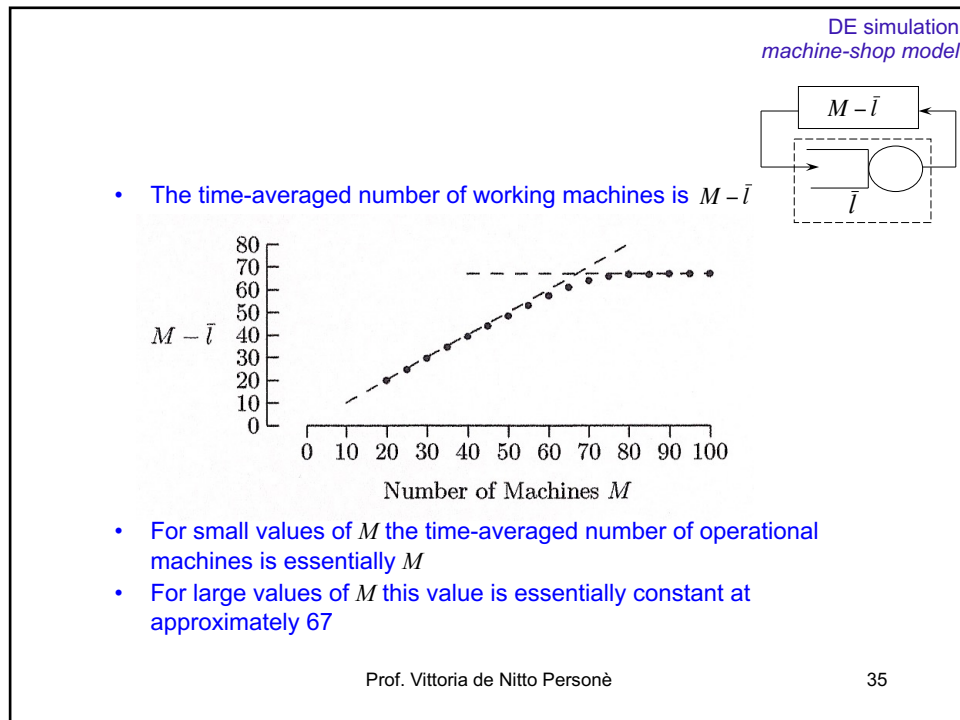 DE simulation
machine-shop model
M – l̄
l̄
• The time-averaged number of working machines is M – l̄
80
70
60
50
40
30
20
10
0
M − l̄
0 10 20 30 40 50 60 70 80 90 100
Number of Machines M
• For small values of M the time-averaged number of operational
machines is essentially M
• For large values of M this value is essentially constant at
approximately 67
Prof. Vittoria de Nitto Personè 35